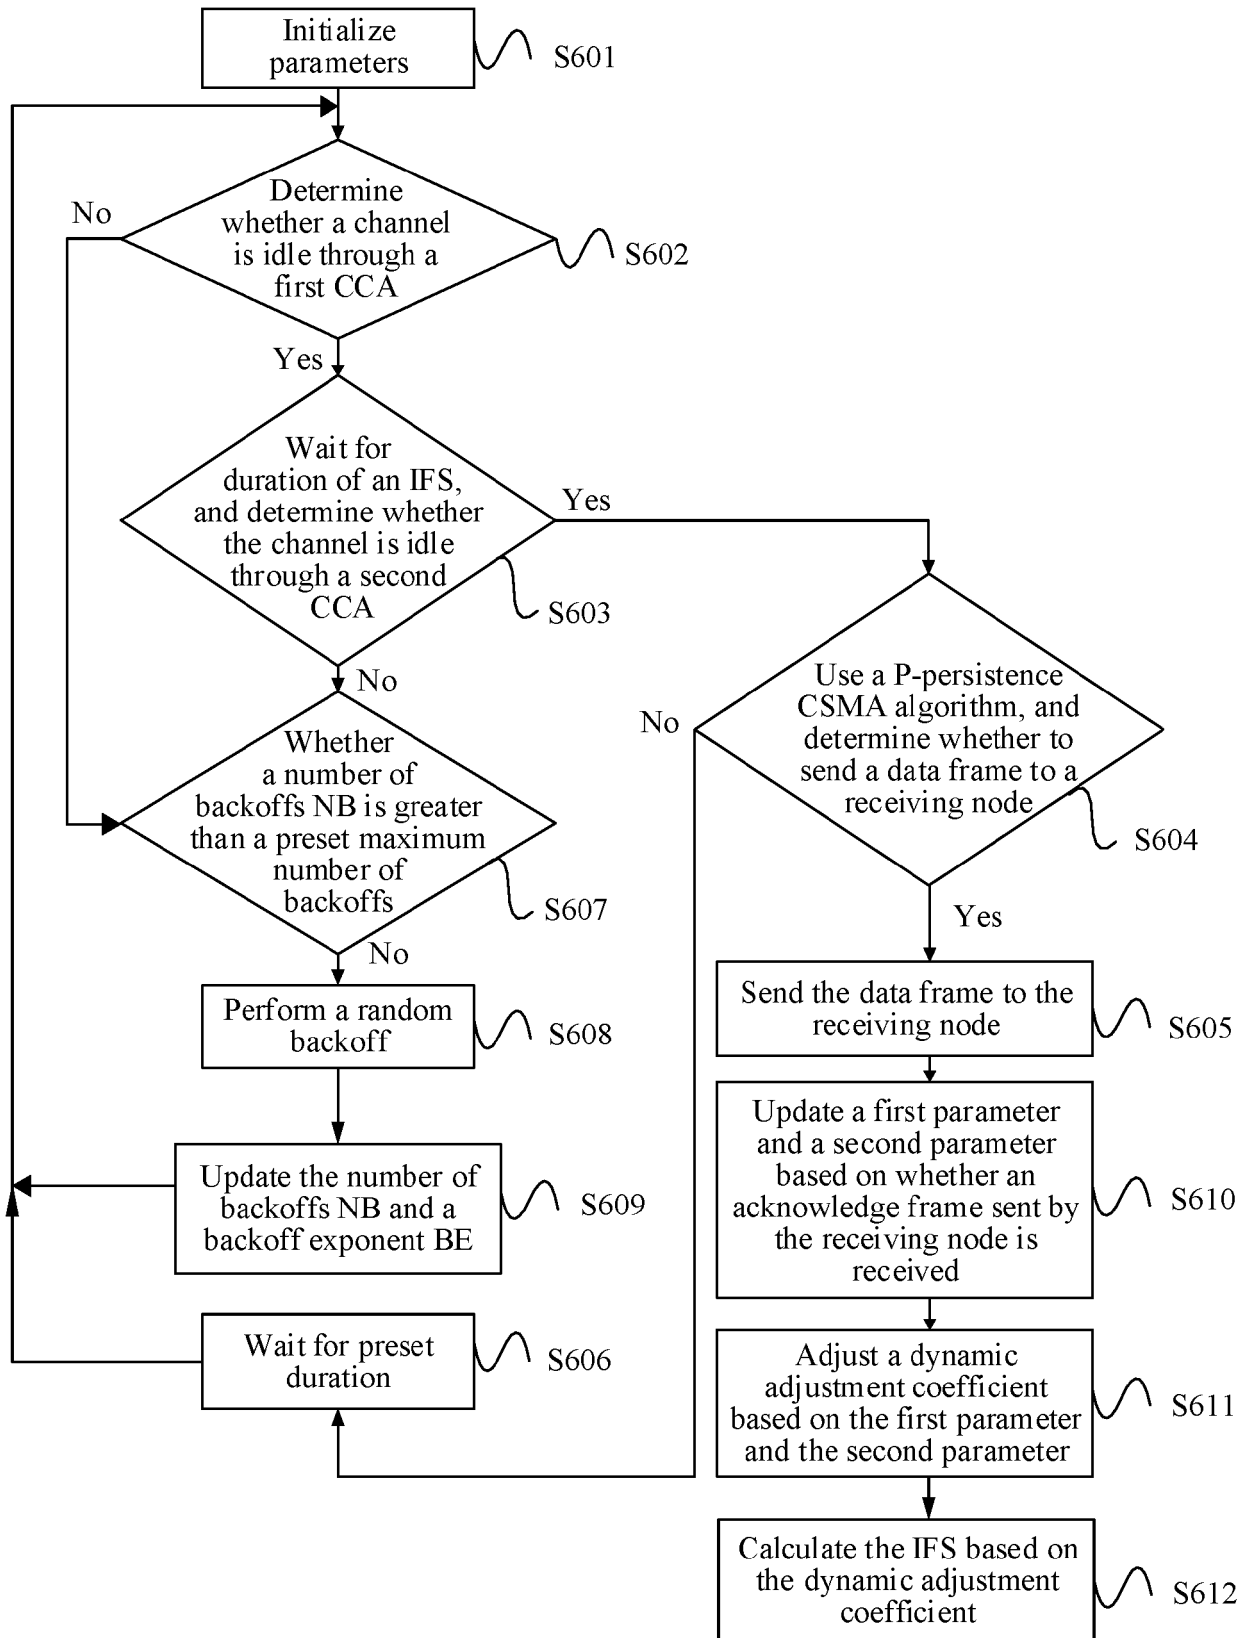 Initialize
parameters
S601
Determine
whether a channel
is idle through a
first CCA
No
S602
Yes
Wait for
duration of an IFS,
and determine whether
the channel is idle
through a second
CCA
Yes
S603
No
Whether
a number of
backoffs NB is greater
than a preset maximum
number of
backoffs
S607
No
Perform a random
backoff
S608
Update the number of
backoffs NB and a
backoff exponent BE
S609
Wait for preset
duration
S606
Use a P-persistence
CSMA algorithm, and
determine whether to
send a data frame to a
receiving node
No
S604
Yes
Send the data frame to the
receiving node
S605
Update a first parameter
and a second parameter
based on whether an
acknowledge frame sent by
the receiving node is
received
S610
Adjust a dynamic
adjustment coefficient
based on the first parameter
and the second parameter
S611
Calculate the IFS based on
the dynamic adjustment
coefficient
S612